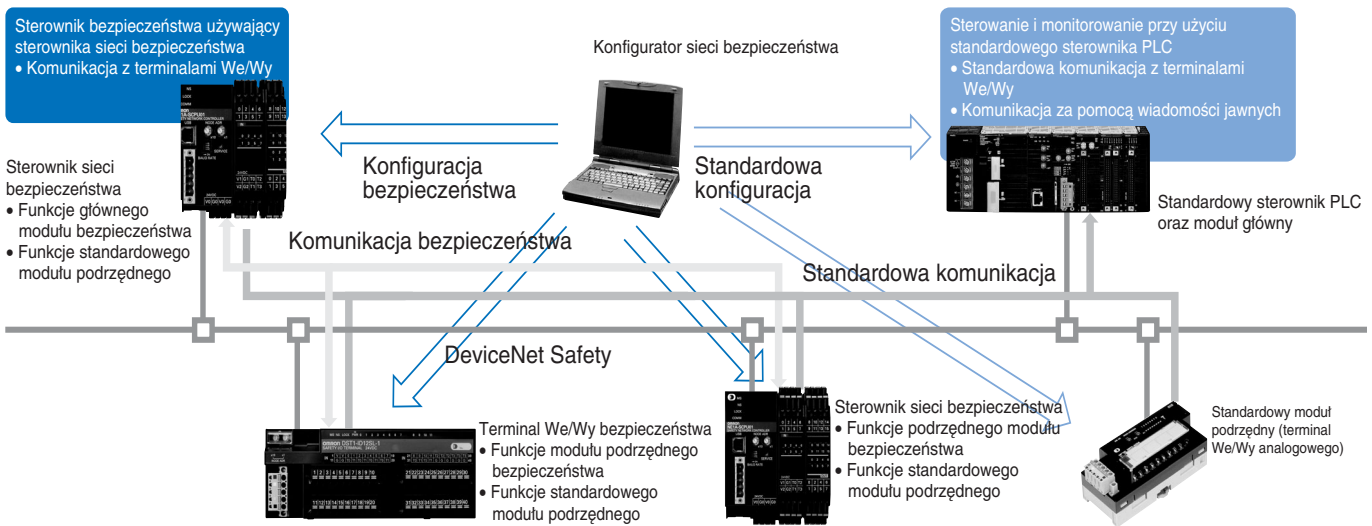 Sterownik bezpieczeństwa używający
sterownika sieci bezpieczeństwa
• Komunikacja z terminalami We/Wy
Konfigurator sieci bezpieczeństwa
Sterowanie i monitorowanie przy użyciu
standardowego sterownika PLC
• Standardowa komunikacja z terminalami
We/Wy
• Komunikacja za pomocą wiadomości jawnych
Konfiguracja
bezpieczeństwa
Standardowa
konfiguracja
Sterownik sieci
bezpieczeństwa
• Funkcje głównego
modułu bezpieczeństwa
• Funkcje standardowego
modułu podrzędnego
Standardowy sterownik PLC
oraz moduł główny
Komunikacja bezpieczeństwa
Standardowa komunikacja
DeviceNet Safety
Terminal We/Wy bezpieczeństwa
• Funkcje modułu podrzędnego
bezpieczeństwa
• Funkcje standardowego
modułu podrzędnego
Sterownik sieci bezpieczeństwa
• Funkcje podrzędnego modułu
bezpieczeństwa
• Funkcje standardowego
modułu podrzędnego
Standardowy moduł
podrzędny (terminal
We/Wy analogowego)